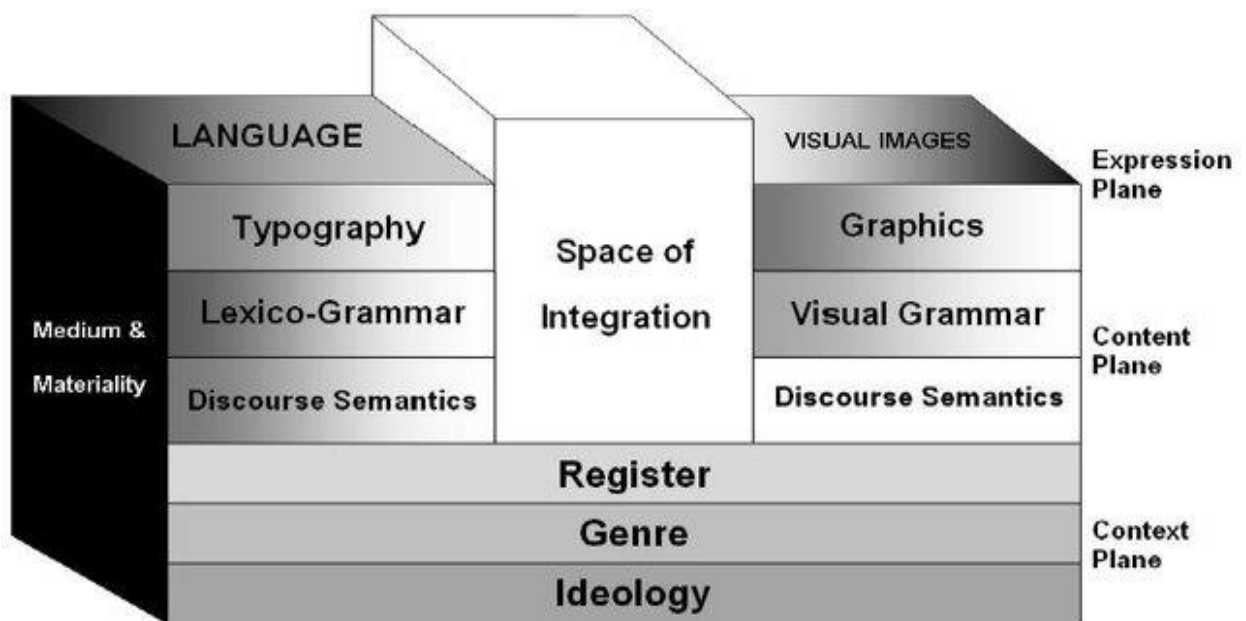 LANGUAGE
VISUAL IMAGES
Expression
Plane
Typography
Graphics
Space of
Integration
Lexico-Grammar
Visual Grammar
Medium &
Materiality
Content
Plane
Discourse Semantics
Discourse Semantics
Register
Genre
Context
Plane
Ideology